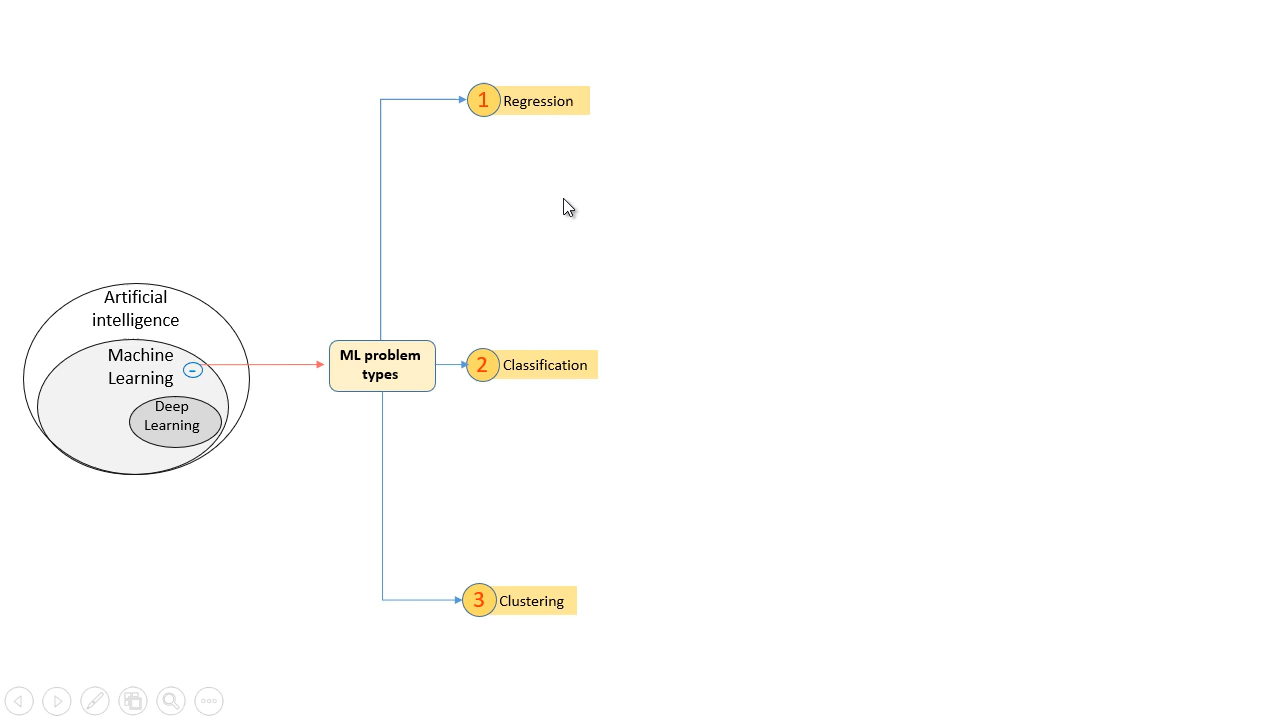 Artificial
intelligence
Machine
Learning
Deep
Learning
ML problem
types
1 Regression
2 Classification
3 Clustering